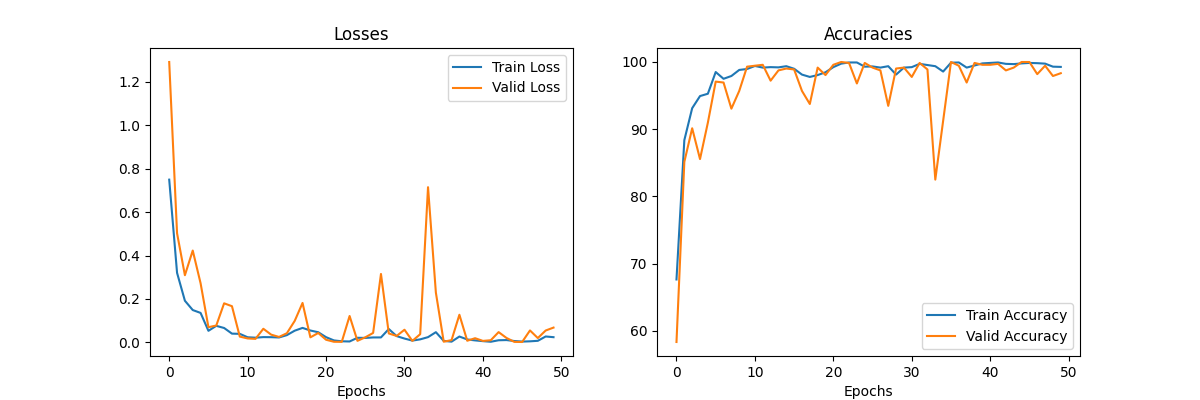 Losses
1.2
1.0
0.8
0.6
0.4
0.2
0.0
0 10 20 30 40 50
Epochs
Train Loss
Valid Loss
Accuracies
100
90
80
70
60
0 10 20 30 40 50
Epochs
Train Accuracy
Valid Accuracy